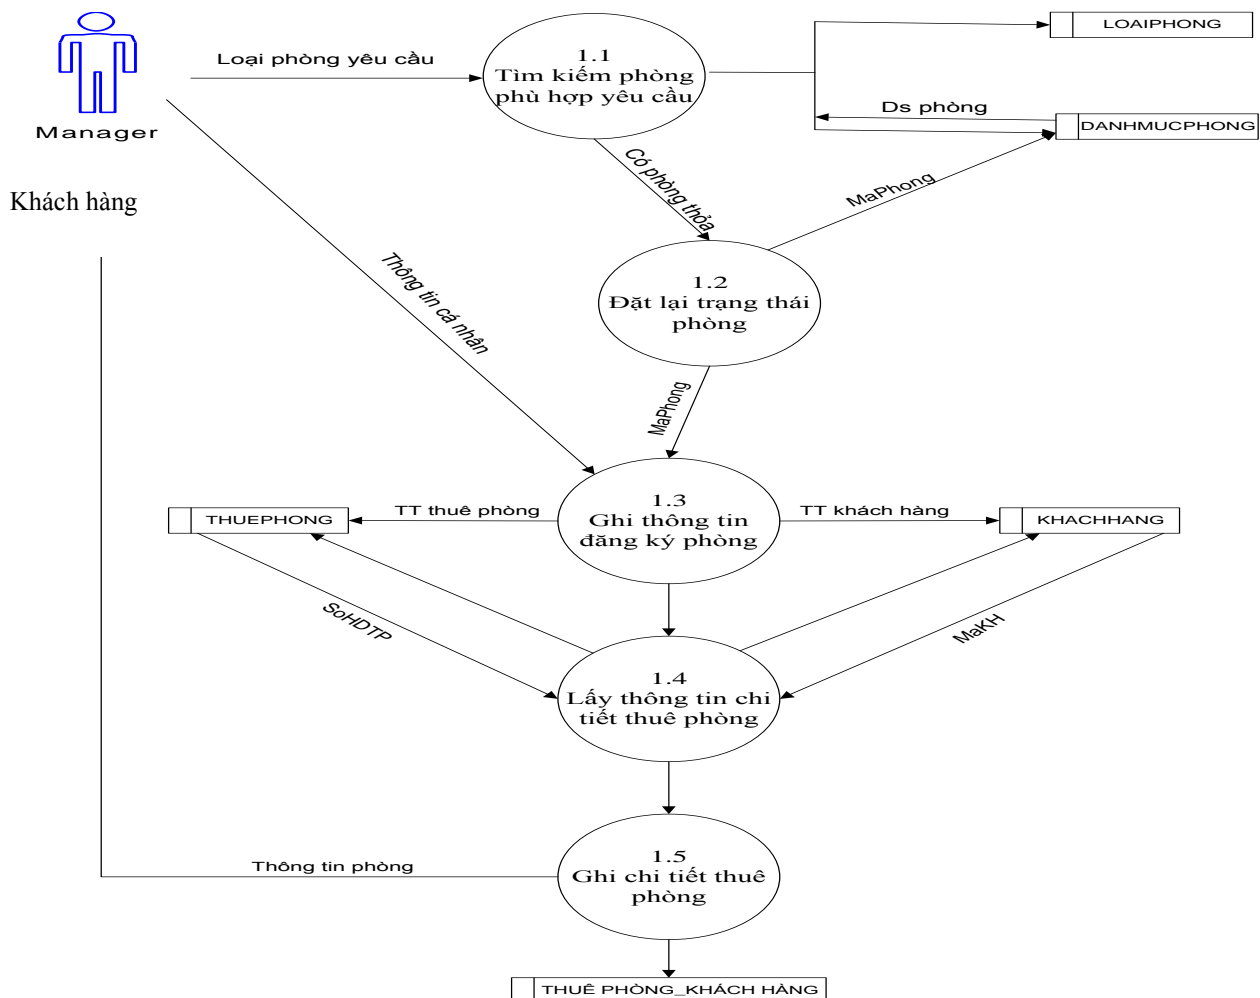 LOAIPHONG
1.1
Tìm kiếm phòng
phù hợp yêu cầu
Loại phòng yêu cầu
Ds phòng
DANHMUCPHONG
Manager
Khách hàng
Có phòng thỏa
MaPhong
1.2
Đặt lại trạng thái
phòng
Thông tin cá nhân
MaPhong
1.3
Ghi thông tin
đăng ký phòng
THUEPHONG
TT thuê phòng
TT khách hàng
KHACHHANG
SoHDTP
MaKH
1.4
Lấy thông tin chi
tiết thuê phòng
1.5
Ghi chi tiết thuê
phòng
Thông tin phòng
THUÊ PHÒNG_KHÁCH HÀNG